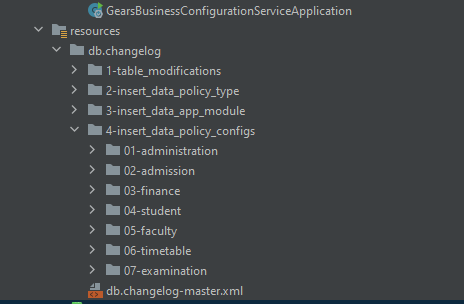 GearsBusinessConfigurationServiceApplication
resources
db.changelog
1-table_modifications
2-insert_data_policy_type
3-insert_data_app_module
4-insert_data_policy_configs
01-administration
02-admission
03-finance
04-student
05-faculty
06-timetable
07-examination
db.changelog-master.xml